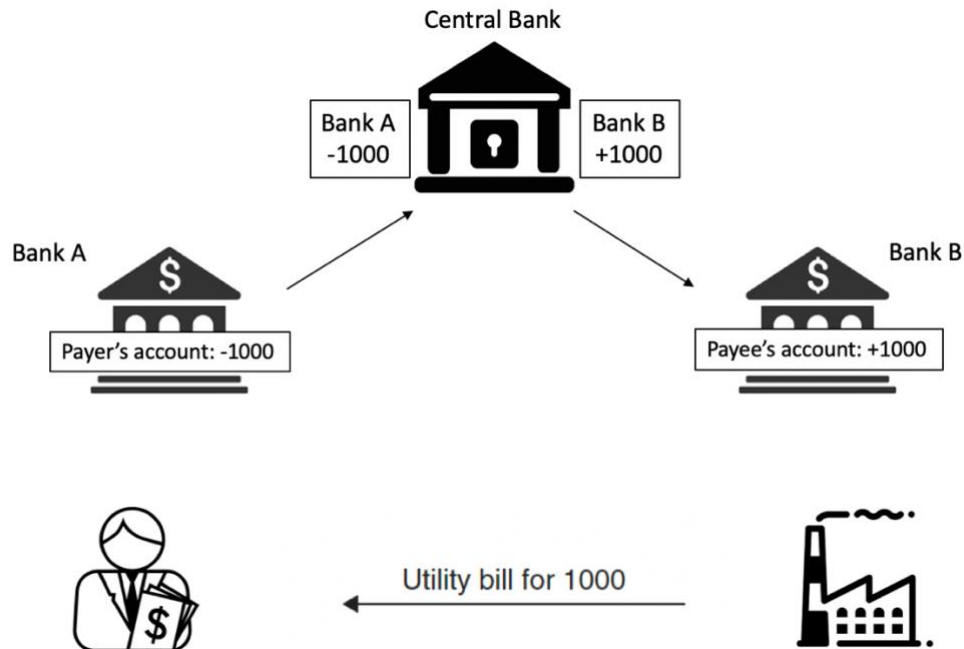 Central Bank
Bank A
-1000
Bank B
+1000
Bank A
Bank B
$
$
Payer's account: -1000
Payee's account: +1000
Utility bill for 1000
$